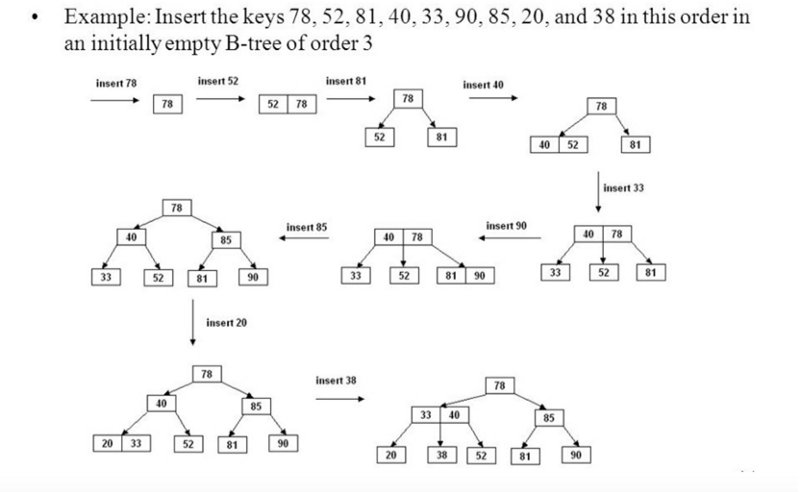 • Example: Insert the keys 78, 52, 81, 40, 33, 90, 85, 20, and 38 in this order in
an initially empty B-tree of order 3
insert 78 insert 52 insert 81 insert 40
78 52 78 78 78
52 81 40 52 81
insert 33
78 insert 85 insert 90
40 85 40 78 40 78
33 52 81 90 33 52 81 90 33 52 81
insert 20
78 insert 38 78
40 85 33 40 85
20 33 52 81 90 20 38 52 81 90